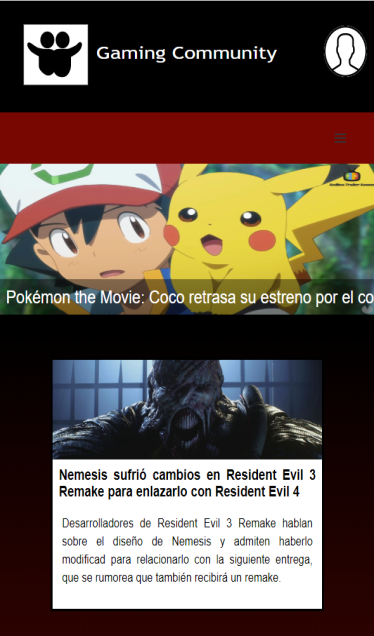 Gaming Community
Pokémon the Movie: Coco retrasa su estreno por el co
Nemesis sufrió cambios en Resident Evil 3
Remake para enlazarlo con Resident Evil 4
Desarrolladores de Resident Evil 3 Remake hablan
sobre el diseño de Nemesis y admiten haberlo
modificad para relacionarlo con la siguiente entrega,
que se rumorea que también recibirá un remake.